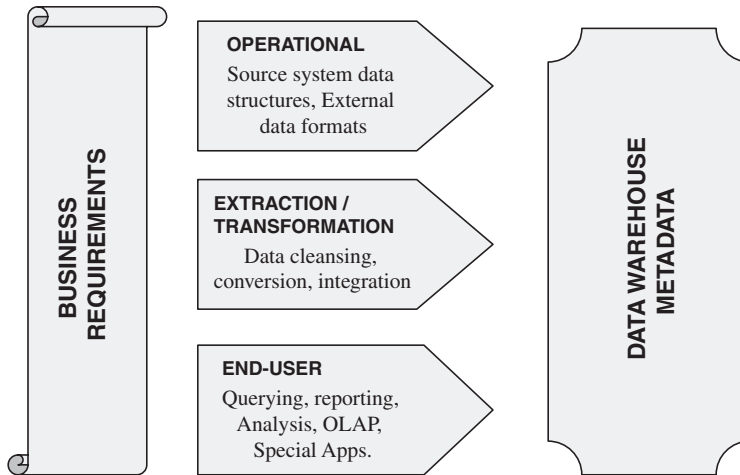 BUSINESS
REQUIREMENTS
OPERATIONAL
Source system data
structures, External
data formats
EXTRACTION /
TRANSFORMATION
Data cleansing,
conversion, integration
END-USER
Querying, reporting,
Analysis, OLAP,
Special Apps.
DATA WAREHOUSE
METADATA